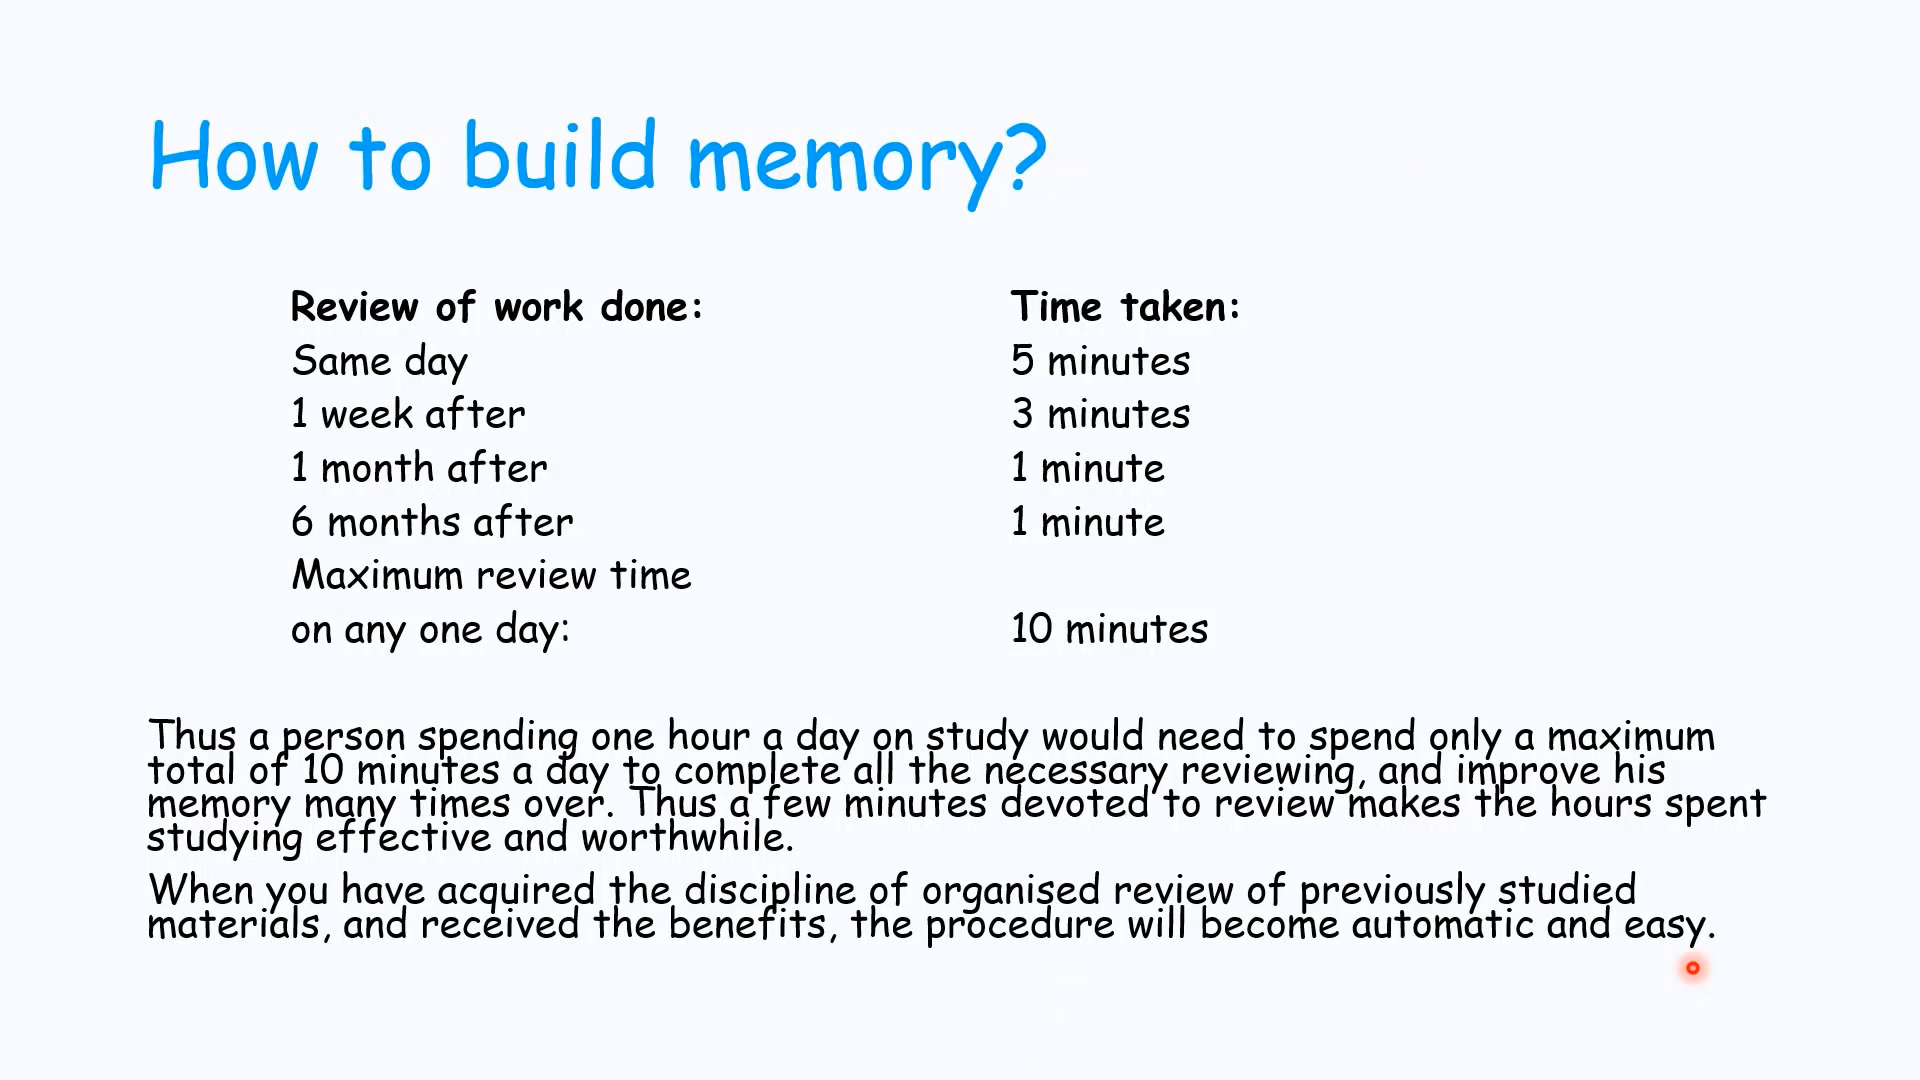 How to build memory?
Review of work done: Time taken:
Same day 5 minutes
1 week after 3 minutes
1 month after 1 minute
6 months after 1 minute
Maximum review time
on any one day: 10 minutes
Thus a person spending one hour a day on study would need to spend only a maximum
total of 10 minutes a day to complete all the necessary reviewing, and improve his
memory many times over. Thus a few minutes devoted to review makes the hours spent
studying effective and worthwhile.
When you have acquired the discipline of organised review of previously studied
materials, and received the benefits, the procedure will become automatic and easy.